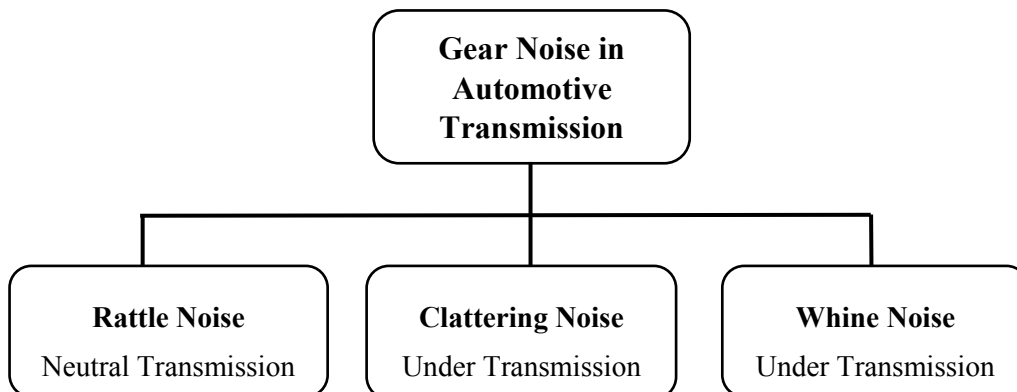 Gear Noise in
Automotive
Transmission
Rattle Noise
Neutral Transmission
Clattering Noise
Under Transmission
Whine Noise
Under Transmission